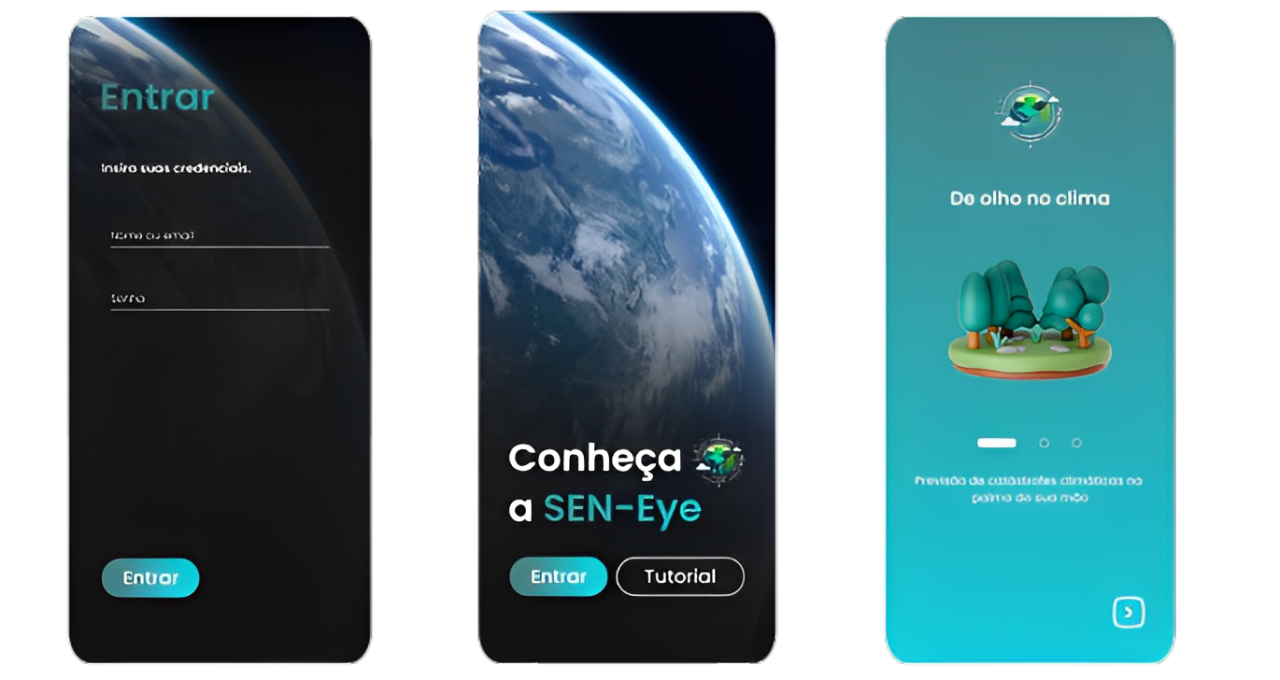 Entrar
Insira suas credenciais.
Nome ou email
Senha
Entrar
Conheça
a SEN-Eye
Entrar
Tutorial
De olho no clima
Previsão de catástrofes climáticas na
palma da sua mão